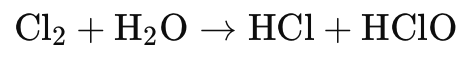 Cl₂ + H₂O → HCl + HClO